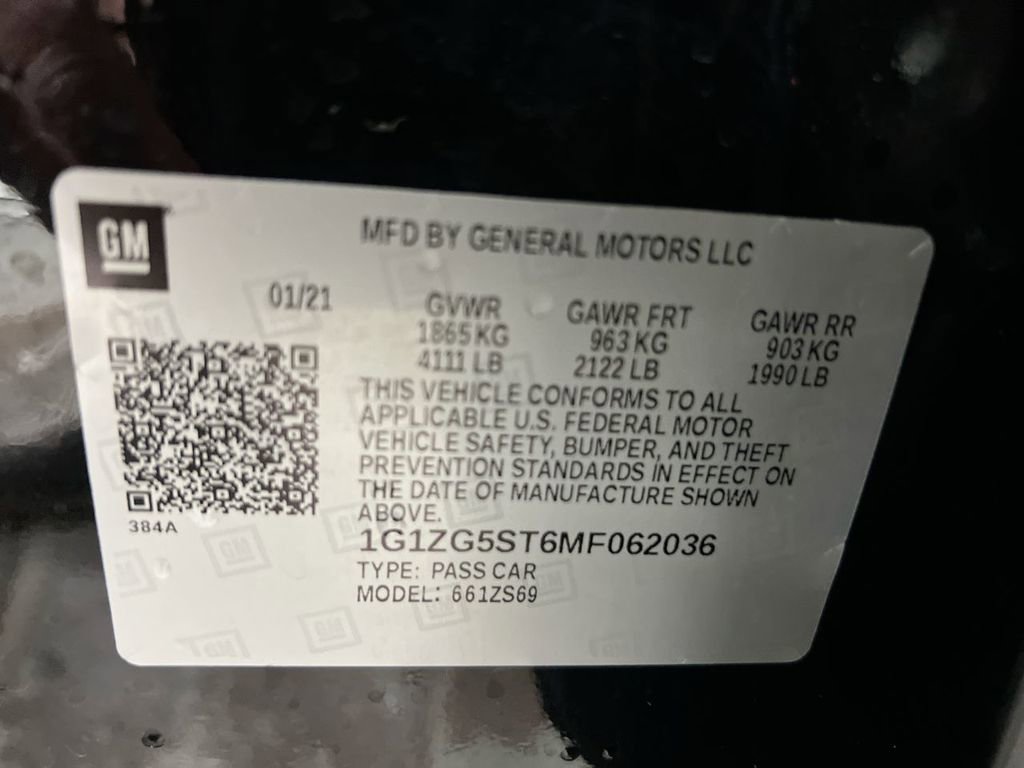 GM
MFD BY GENERAL MOTORS LLC
01/21
GVWR
1865 KG
4111 LB
GAWR FRT
963 KG
2122 LB
GAWR RR
903 KG
1990 LB
THIS VEHICLE CONFORMS TO ALL
APPLICABLE U.S. FEDERAL MOTOR
VEHICLE SAFETY, BUMPER, AND THEFT
PREVENTION STANDARDS IN EFFECT ON
THE DATE OF MANUFACTURE SHOWN
ABOVE.
384A
1G1ZG5ST6MF062036
TYPE: PASS CAR
MODEL: 661ZS69